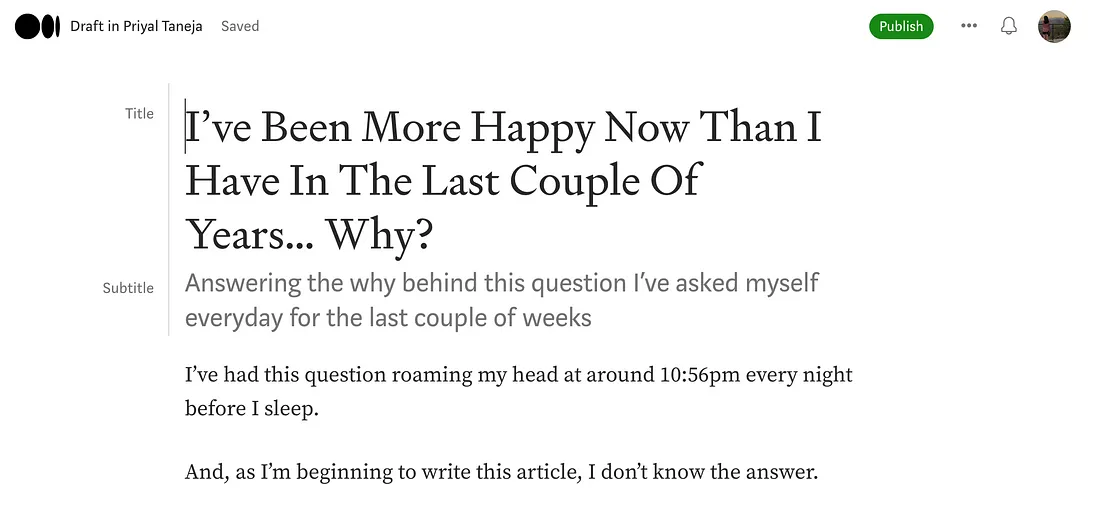 Draft in Priyal Taneja Saved Publish
Title
I’ve Been More Happy Now Than I
Have In The Last Couple Of
Years… Why?
Subtitle
Answering the why behind this question I’ve asked myself
everyday for the last couple of weeks
I’ve had this question roaming my head at around 10:56pm every night
before I sleep.
And, as I’m beginning to write this article, I don’t know the answer.